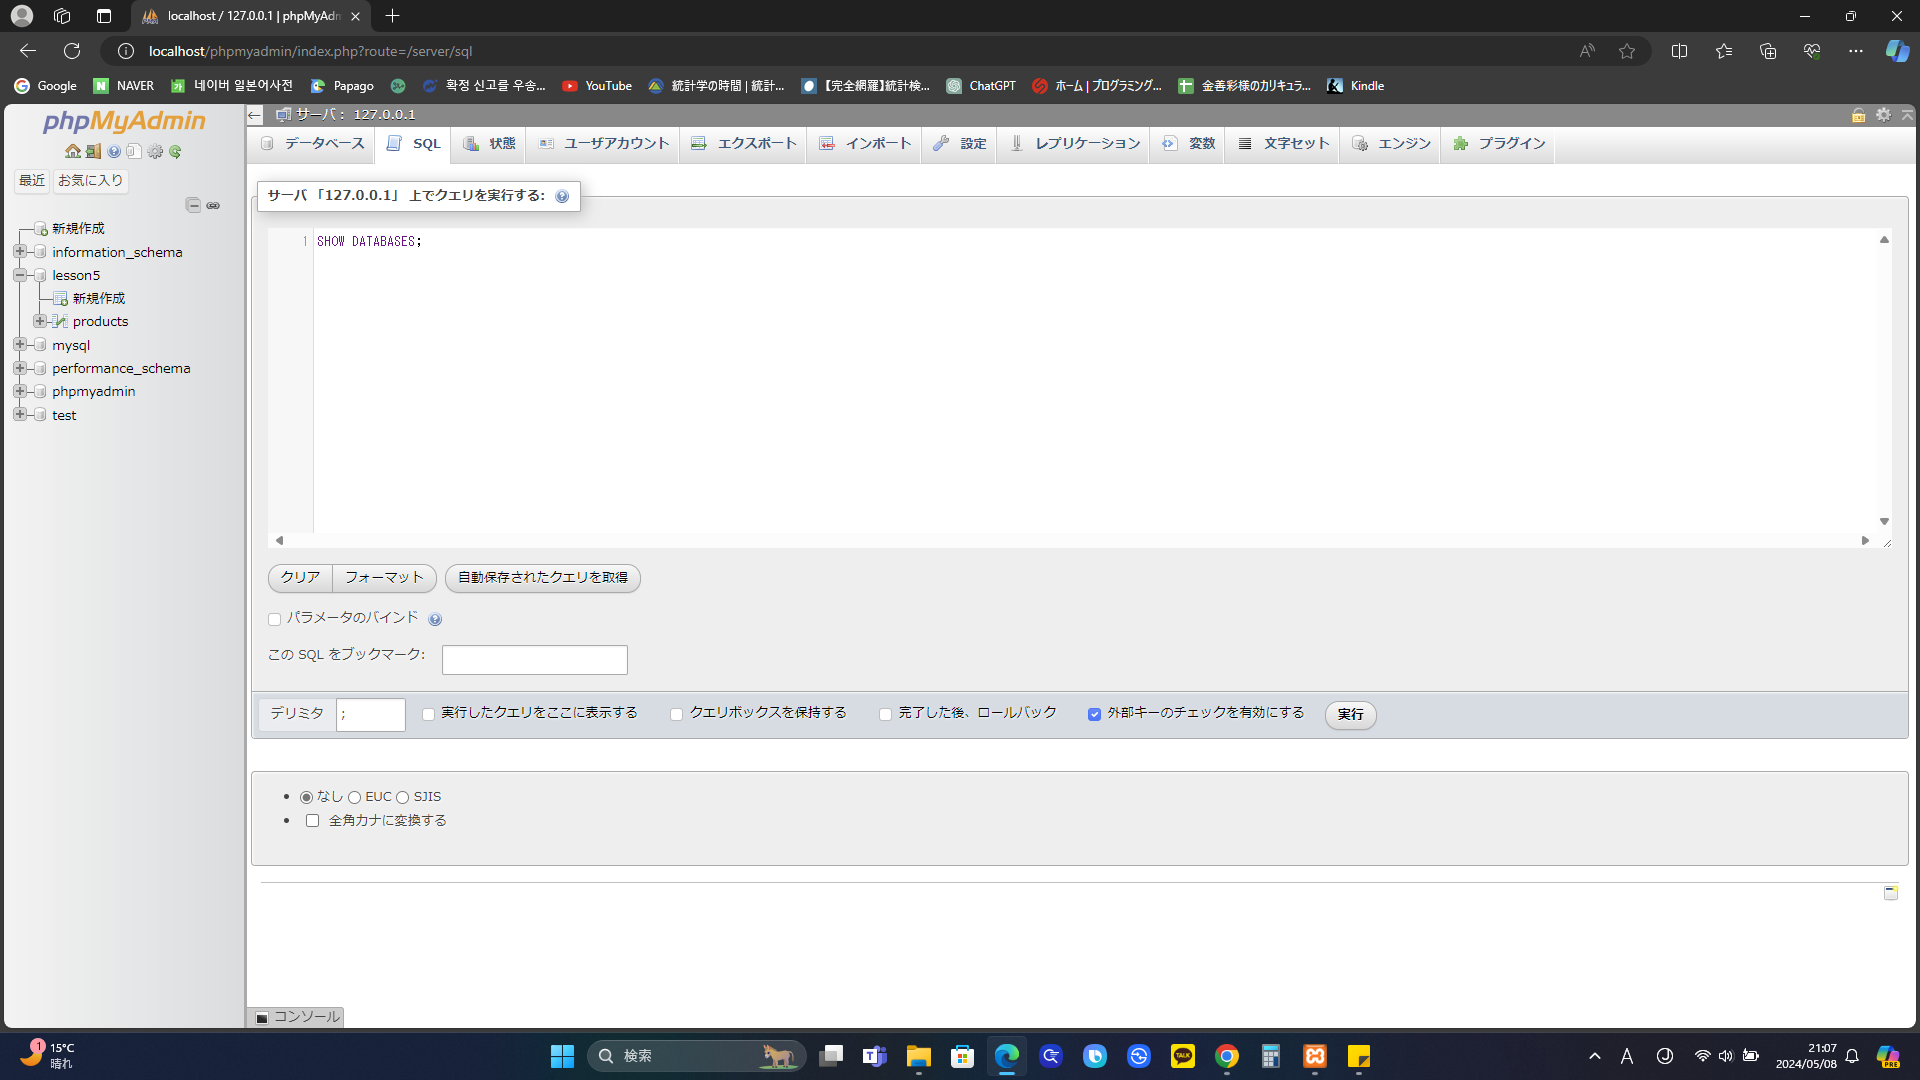 localhost / 127.0.0.1 | phpMyAdm
localhost/phpmyadmin/index.php?route=/server/sql
Google
NAVER
네이버 일본어사전
Papago
확정 신고를 우송...
YouTube
統計学の時間 | 統計...
【完全網羅】統計検...
ChatGPT
ホーム | プログラミング...
金善彩様のカリキュラ...
Kindle
phpMyAdmin
最近
お気に入り
新規作成
information_schema
lesson5
新規作成
products
mysql
performance_schema
phpmyadmin
test
サーバ: 127.0.0.1
データベース
SQL
状態
ユーザアカウント
エクスポート
インポート
設定
レプリケーション
変数
文字セット
エンジン
プラグイン
サーバ「127.0.0.1」 上でクエリを実行する:
1 SHOW DATABASES;
クリア
フォーマット
自動保存されたクエリを取得
パラメータのバインド
この SQL をブックマーク:
デリミタ
;
実行したクエリをここに表示する
クエリボックスを保持する
完了した後、ロールバック
外部キーのチェックを有効にする
実行
なし EUC SJIS
全角カナに変換する
コンソール
1
15°C
晴れ
検索
TALK
A
21:07
2024/05/08
PRE